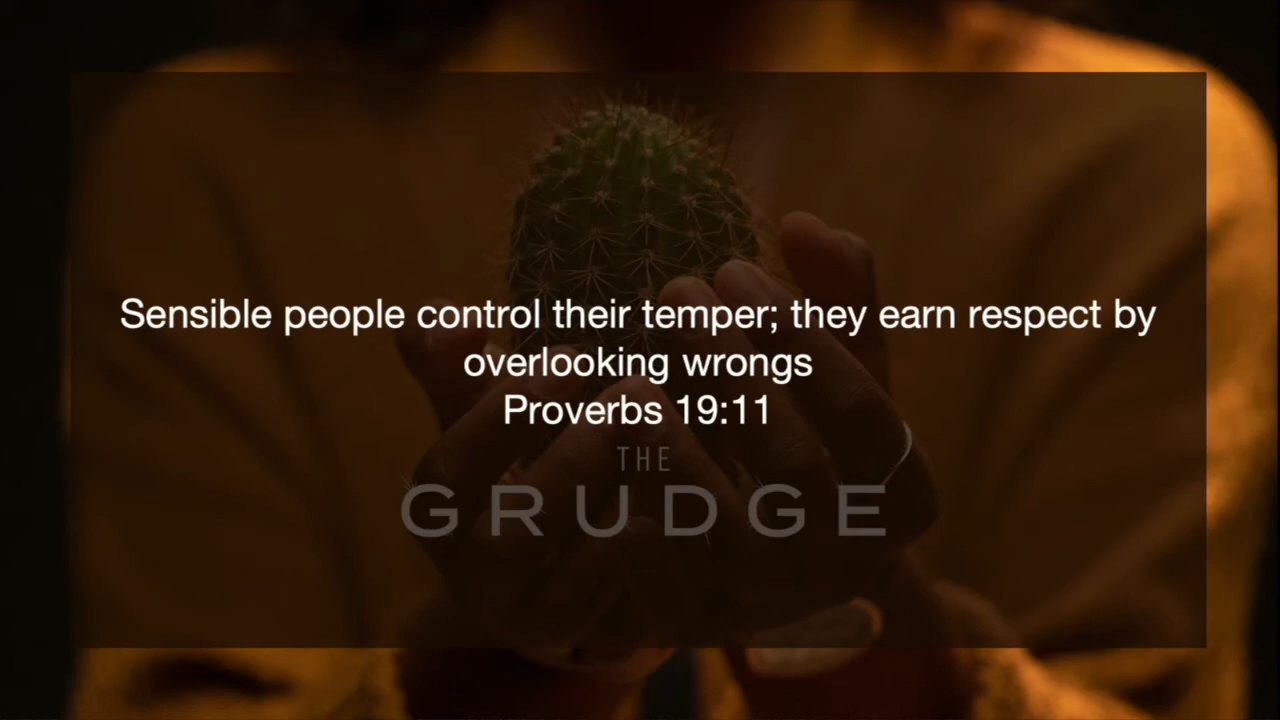 Sensible people control their temper; they earn respect by
overlooking wrongs
Proverbs 19:11
THE
GRUDGE